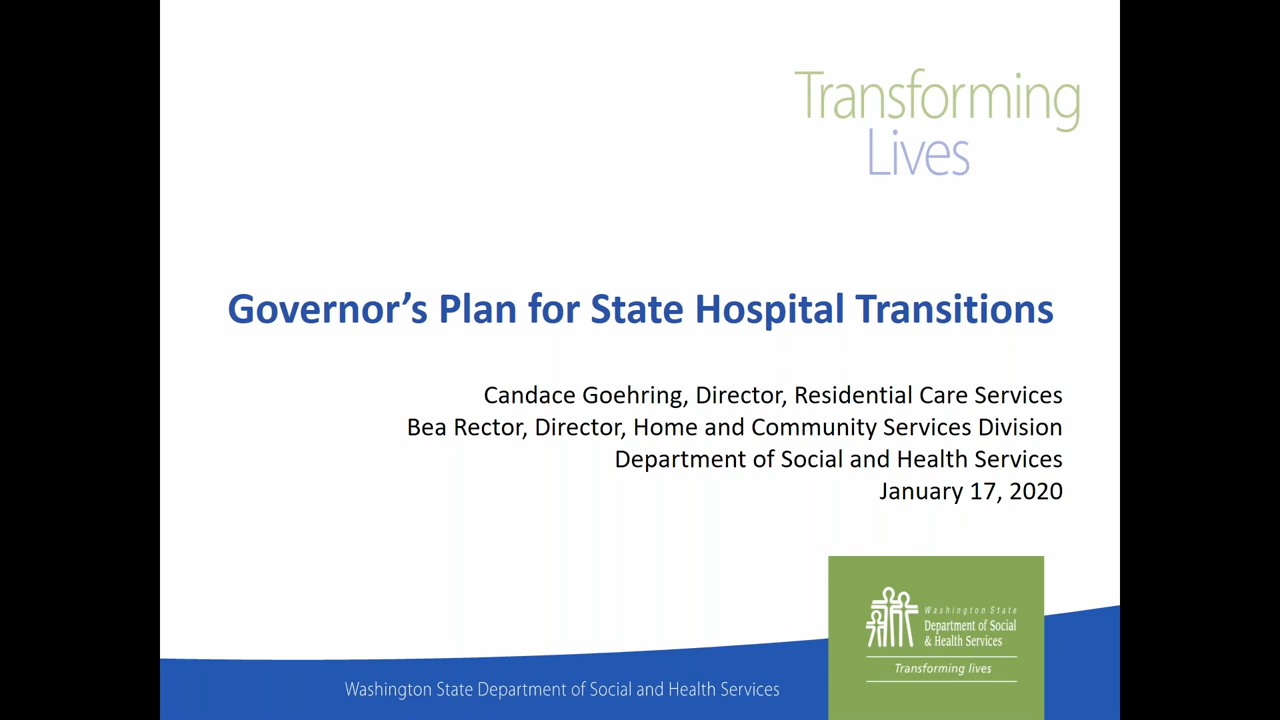 Transforming
Lives
Governor’s Plan for State Hospital Transitions
Candace Goehring, Director, Residential Care Services
Bea Rector, Director, Home and Community Services Division
Department of Social and Health Services
January 17, 2020
Washington State
Department of Social
& Health Services
Transforming lives
Washington State Department of Social and Health Services